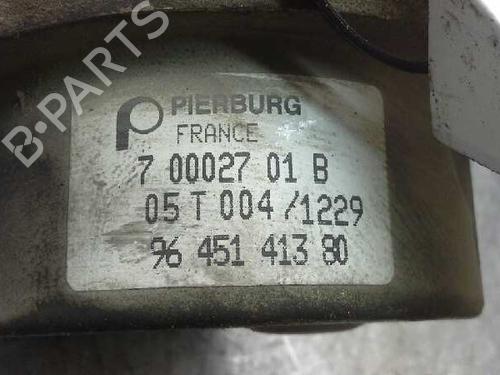 B-PARTS
PIERBURG
FRANCE
7 00027 01 B
05 T 004/1229
96 451 413 80